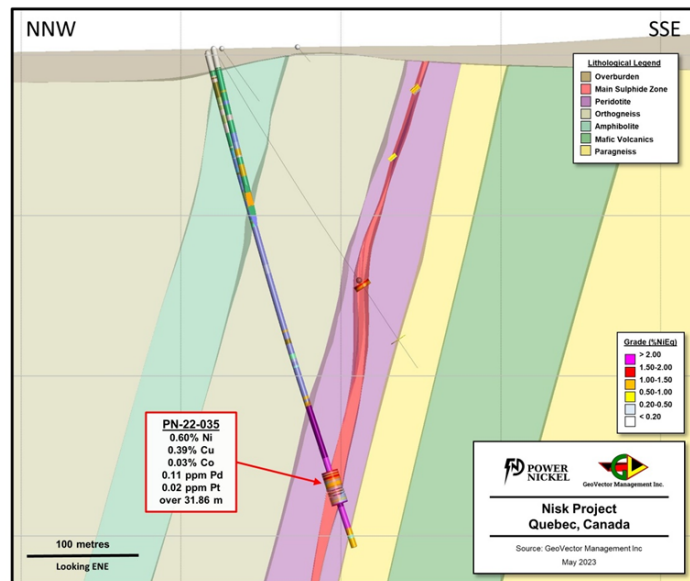 NNW
SSE
Lithological Legend
Overburden
Main Sulphide Zone
Peridotite
Orthogneiss
Amphibolite
Mafic Volcanics
Paragneiss
Grade (%NiEq)
> 2.00
1.50-2.00
1.00-1.50
0.50-1.00
0.20-0.50
< 0.20
PN-22-035
0.60% Ni
0.39% Cu
0.03% Co
0.11 ppm Pd
0.02 ppm Pt
over 31.86 m
100 metres
Looking ENE
POWER
NICKEL
GeoVector Management Inc.
Nisk Project
Quebec, Canada
Source: GeoVector Management Inc
May 2023